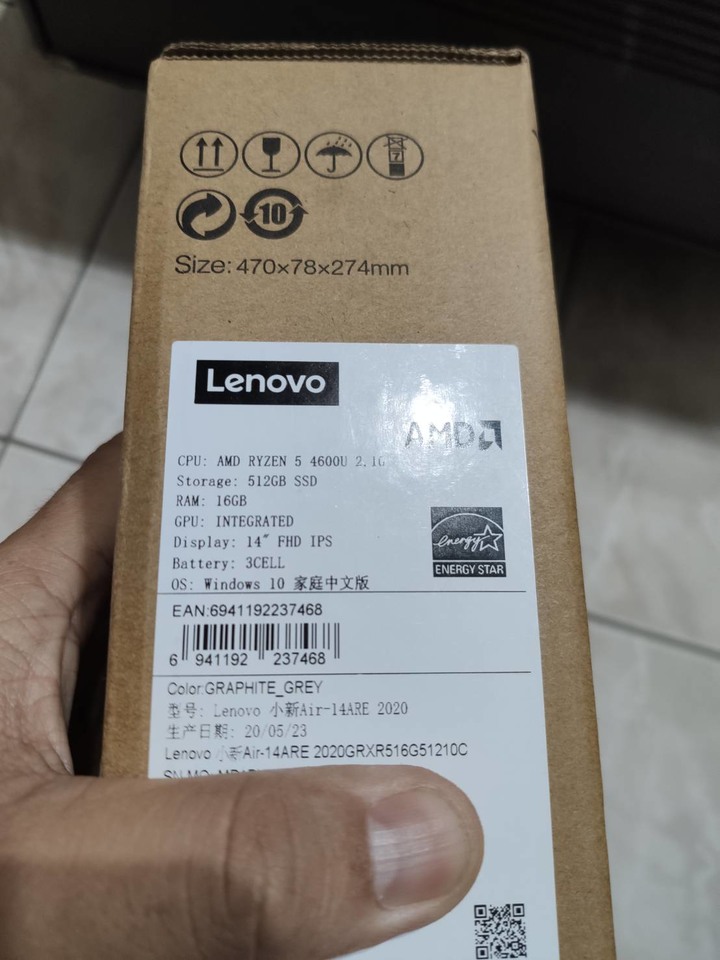 7
10
Size: 470×78×274mm
Lenovo
AMD
CPU: AMD RYZEN 5 4600U 2.1G
Storage: 512GB SSD
RAM: 16GB
GPU: INTEGRATED
Display: 14″ FHD IPS
Battery: 3CELL
OS: Windows 10 家庭中文版
energy
ENERGY STAR
EAN:6941192237468
6 941192 237468
Color:GRAPHITE_GREY
型号: Lenovo 小新Air-14ARE 2020
生产日期: 20/05/23
Lenovo 小新Air-14ARE 2020GRXR516G51210C